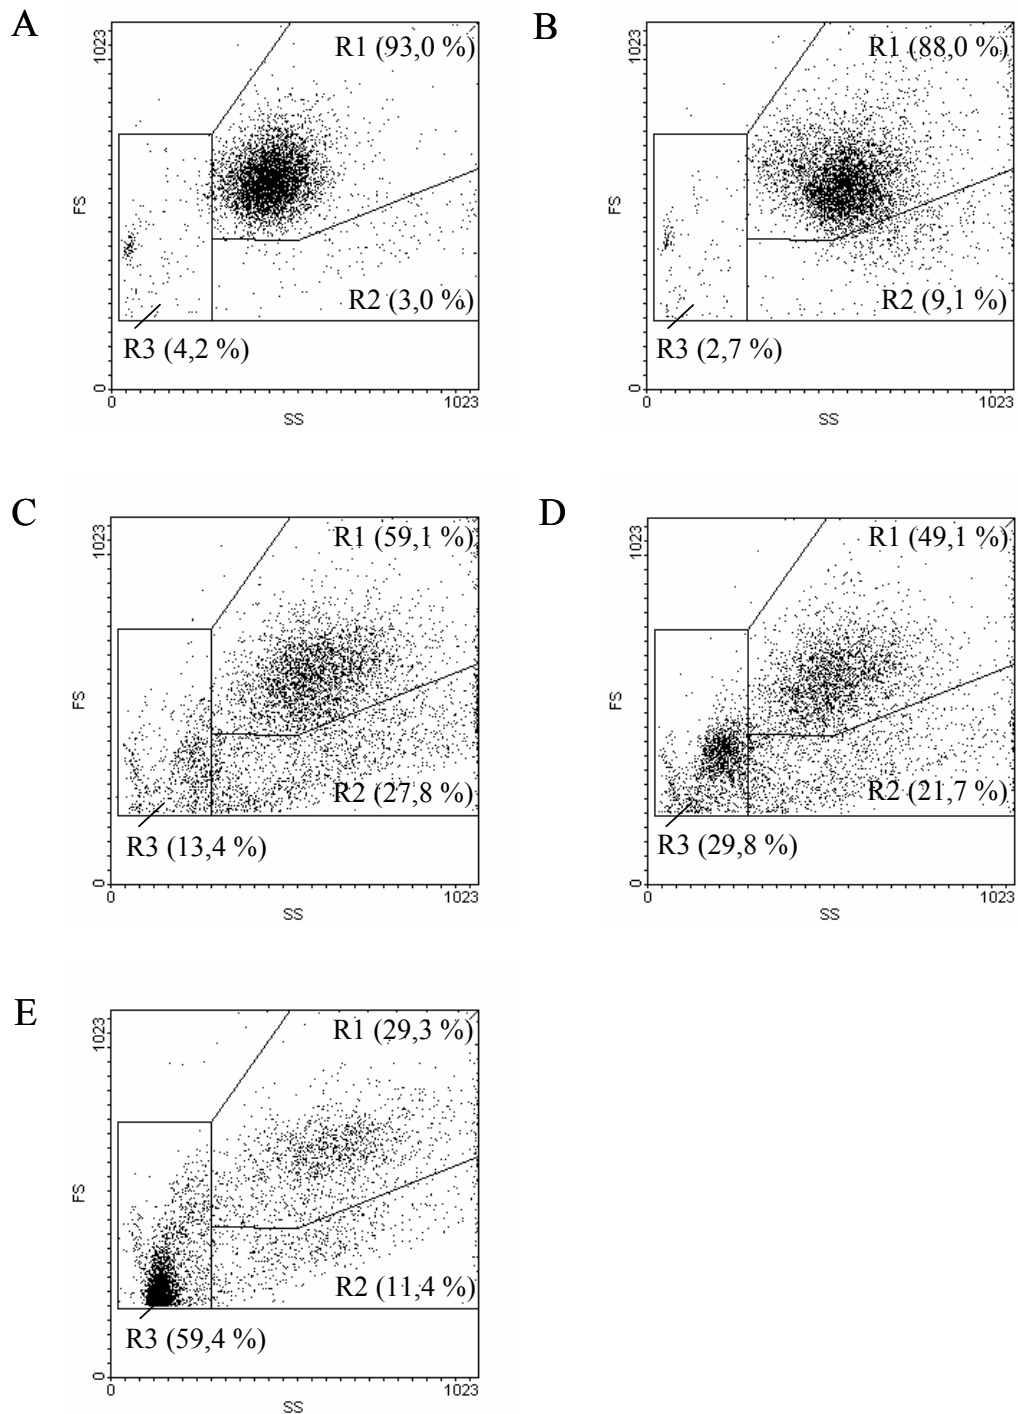 A
1023
R1 (93,0 %)
FS
R2 (3,0 %)
R3 (4,2 %)
0
0
1023
SS
B
1023
R1 (88,0 %)
FS
R2 (9,1 %)
R3 (2,7 %)
0
0
1023
SS
C
1023
R1 (59,1 %)
FS
R2 (27,8 %)
R3 (13,4 %)
0
0
1023
SS
D
1023
R1 (49,1 %)
FS
R2 (21,7 %)
R3 (29,8 %)
0
0
1023
SS
E
1023
R1 (29,3 %)
FS
R2 (11,4 %)
R3 (59,4 %)
0
0
1023
SS